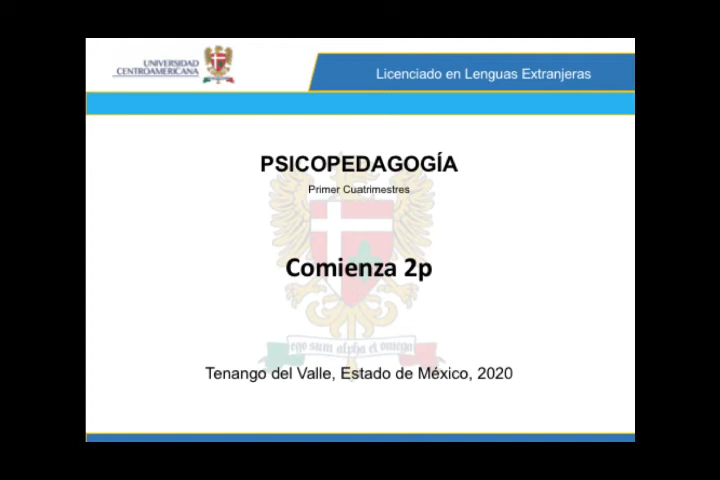 UNIVERSIDAD
CENTROAMERICANA
Licenciado en Lenguas Extranjeras
PSICOPEDAGOGÍA
Primer Cuatrimestres
Comienza 2p
ego sum alpha et omega
Tenango del Valle, Estado de México, 2020